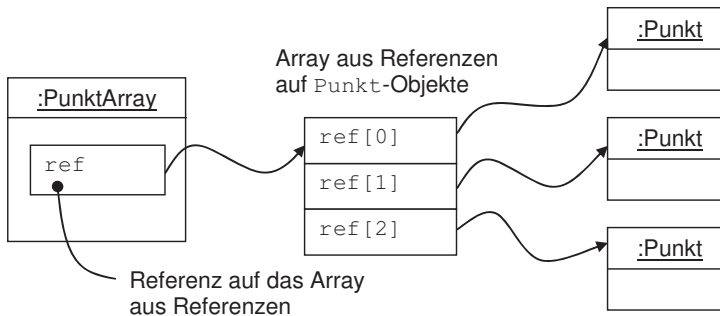 :PunktArray
ref
Referenz auf das Array
aus Referenzen
Array aus Referenzen
auf Punkt-Objekte
ref[0]
ref[1]
ref[2]
:Punkt
:Punkt
:Punkt